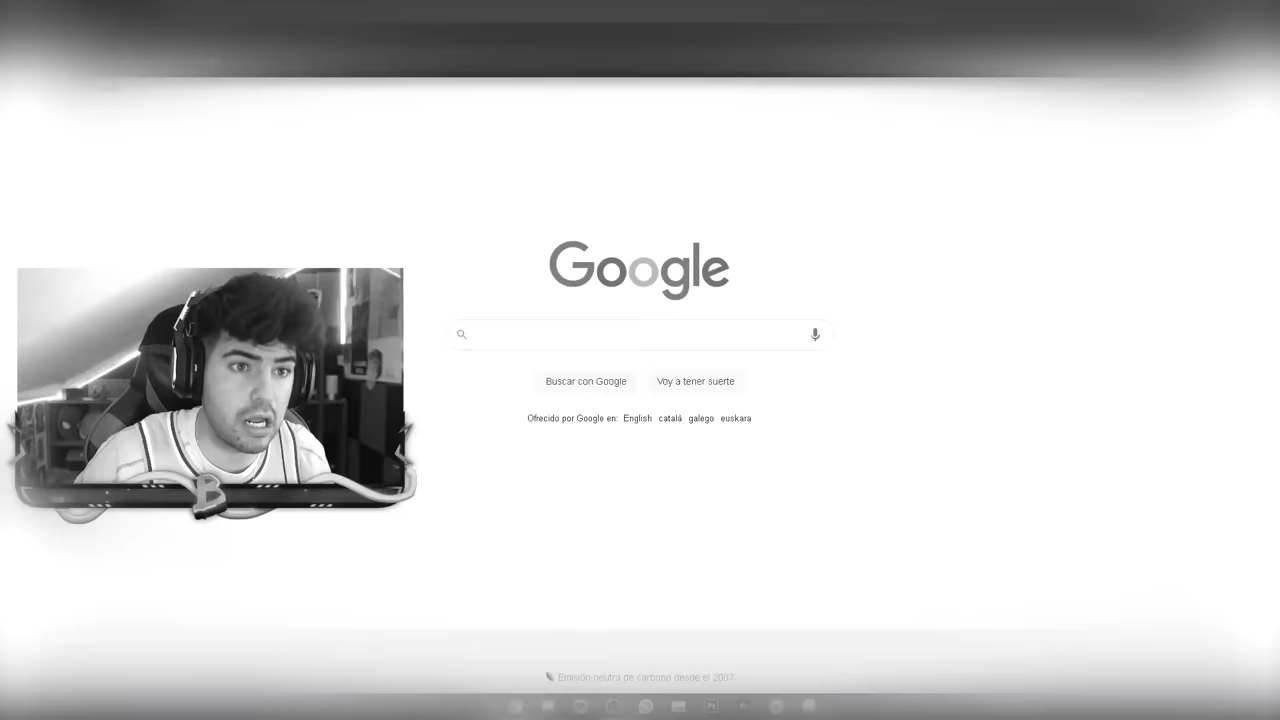 Google
Buscar con Google Voy a tener suerte
Ofrecido por Google en: English català galego euskara
B
Emisión neutra de carbono desde el 2007